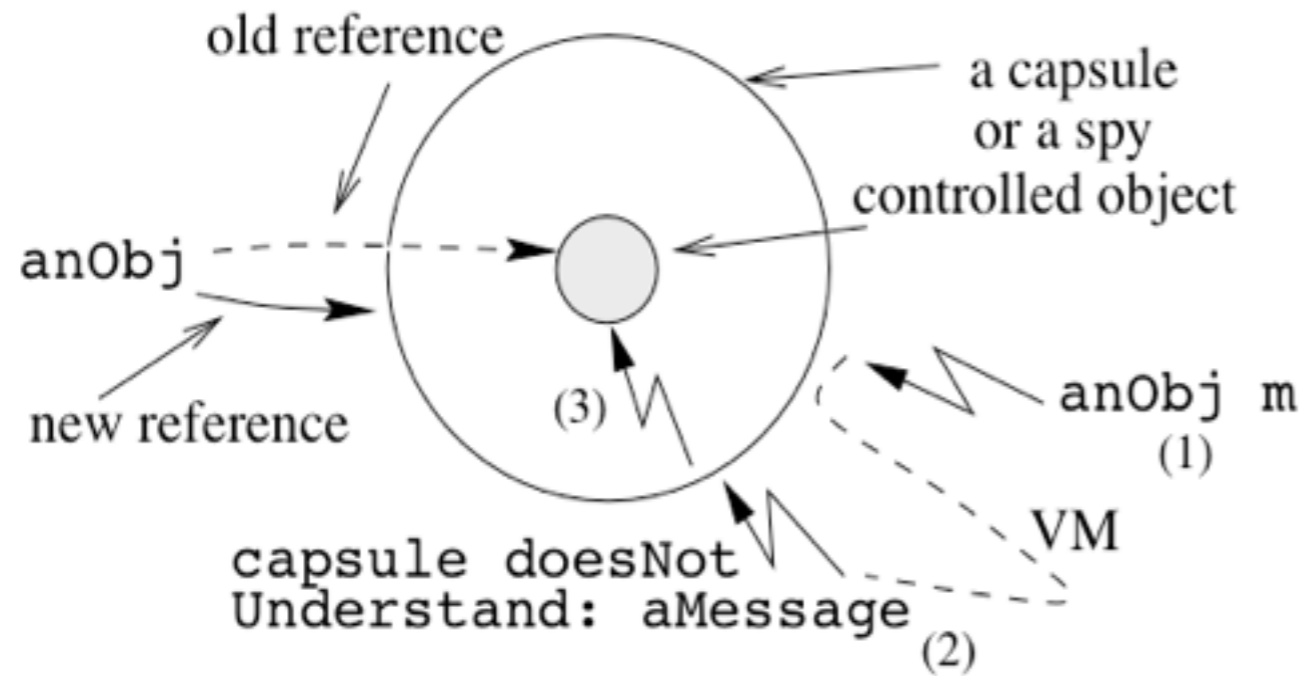 old reference
a capsule
or a spy
controlled object
anObj
new reference
(3)
anObj m
(1)
VM
capsule doesNot
Understand: aMessage
(2)